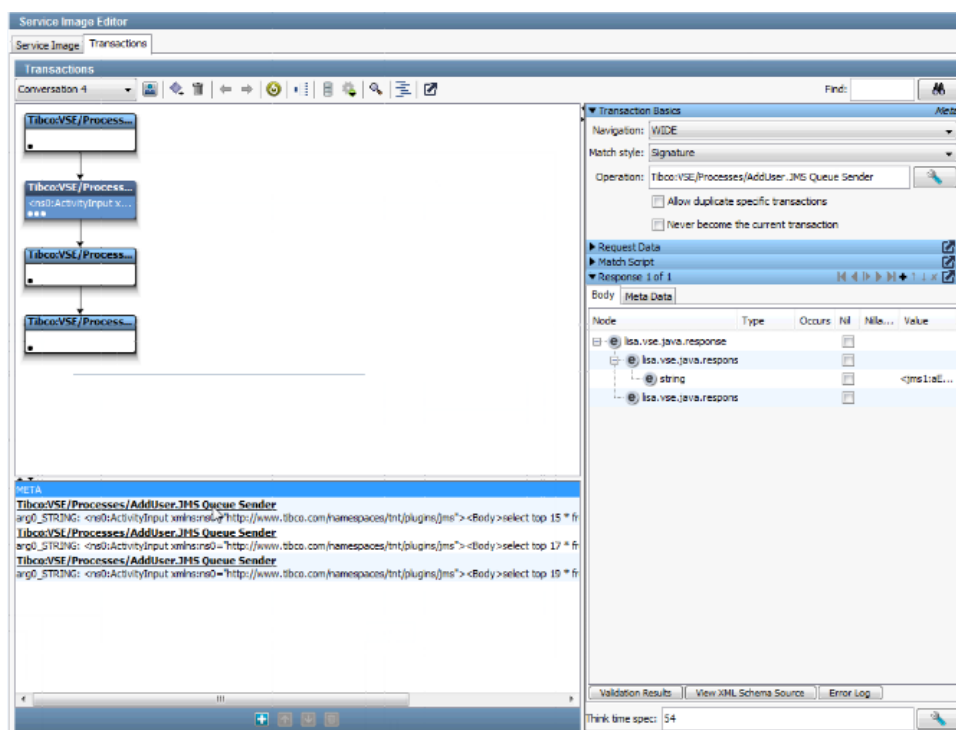 Service Image Editor
Service Image Transactions
Transactions
Conversation 4
Find:
Tibco:VSE/Process...
Tibco:VSE/Process...
<ns0:ActivityInput x...
Tibco:VSE/Process...
Tibco:VSE/Process...
META
Tibco:VSE/Processes/AddUser.JMS Queue Sender
arg0_STRING: <ns0:ActivityInput xmlns:ns0="http://www.tibco.com/namespaces/tnt/plugins/jms"><Body>select top 15 * fr
Tibco:VSE/Processes/AddUser.JMS Queue Sender
arg0_STRING: <ns0:ActivityInput xmlns:ns0="http://www.tibco.com/namespaces/tnt/plugins/jms"><Body>select top 17 * fr
Tibco:VSE/Processes/AddUser.JMS Queue Sender
arg0_STRING: <ns0:ActivityInput xmlns:ns0="http://www.tibco.com/namespaces/tnt/plugins/jms"><Body>select top 19 * fr
Transaction Basics
Navigation: WIDE
Match style: Signature
Operation: Tibco:VSE/Processes/AddUser.JMS Queue Sender
Allow duplicate specific transactions
Never become the current transaction
Request Data
Match Script
Response 1 of 1
Body Meta Data
Node Type Occurs Nil Nilla... Value
lisa.vse.java.response
lisa.vse.java.respons
string <jms1:aE...
lisa.vse.java.respons
Validation Results View XML Schema Source Error Log
Think time spec: 54